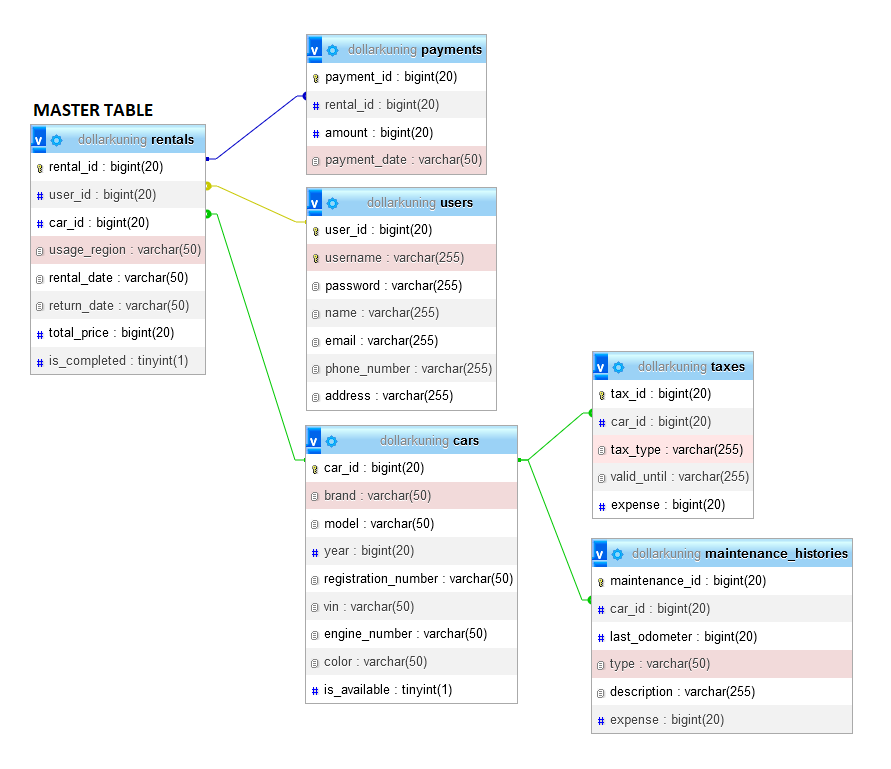 MASTER TABLE
v dollarkuning rentals
rental_id : bigint(20)
# user_id : bigint(20)
# car_id : bigint(20)
usage_region : varchar(50)
rental_date : varchar(50)
return_date : varchar(50)
# total_price : bigint(20)
# is_completed : tinyint(1)
v dollarkuning payments
payment_id : bigint(20)
# rental_id : bigint(20)
# amount : bigint(20)
payment_date : varchar(50)
v dollarkuning users
user_id : bigint(20)
username : varchar(255)
password : varchar(255)
name : varchar(255)
email : varchar(255)
phone_number : varchar(255)
address : varchar(255)
v dollarkuning cars
car_id : bigint(20)
brand : varchar(50)
model : varchar(50)
# year : bigint(20)
registration_number : varchar(50)
vin : varchar(50)
engine_number : varchar(50)
color : varchar(50)
# is_available : tinyint(1)
v dollarkuning taxes
tax_id : bigint(20)
# car_id : bigint(20)
tax_type : varchar(255)
valid_until : varchar(255)
# expense : bigint(20)
v dollarkuning maintenance_histories
maintenance_id : bigint(20)
# car_id : bigint(20)
# last_odometer : bigint(20)
type : varchar(50)
description : varchar(255)
# expense : bigint(20)